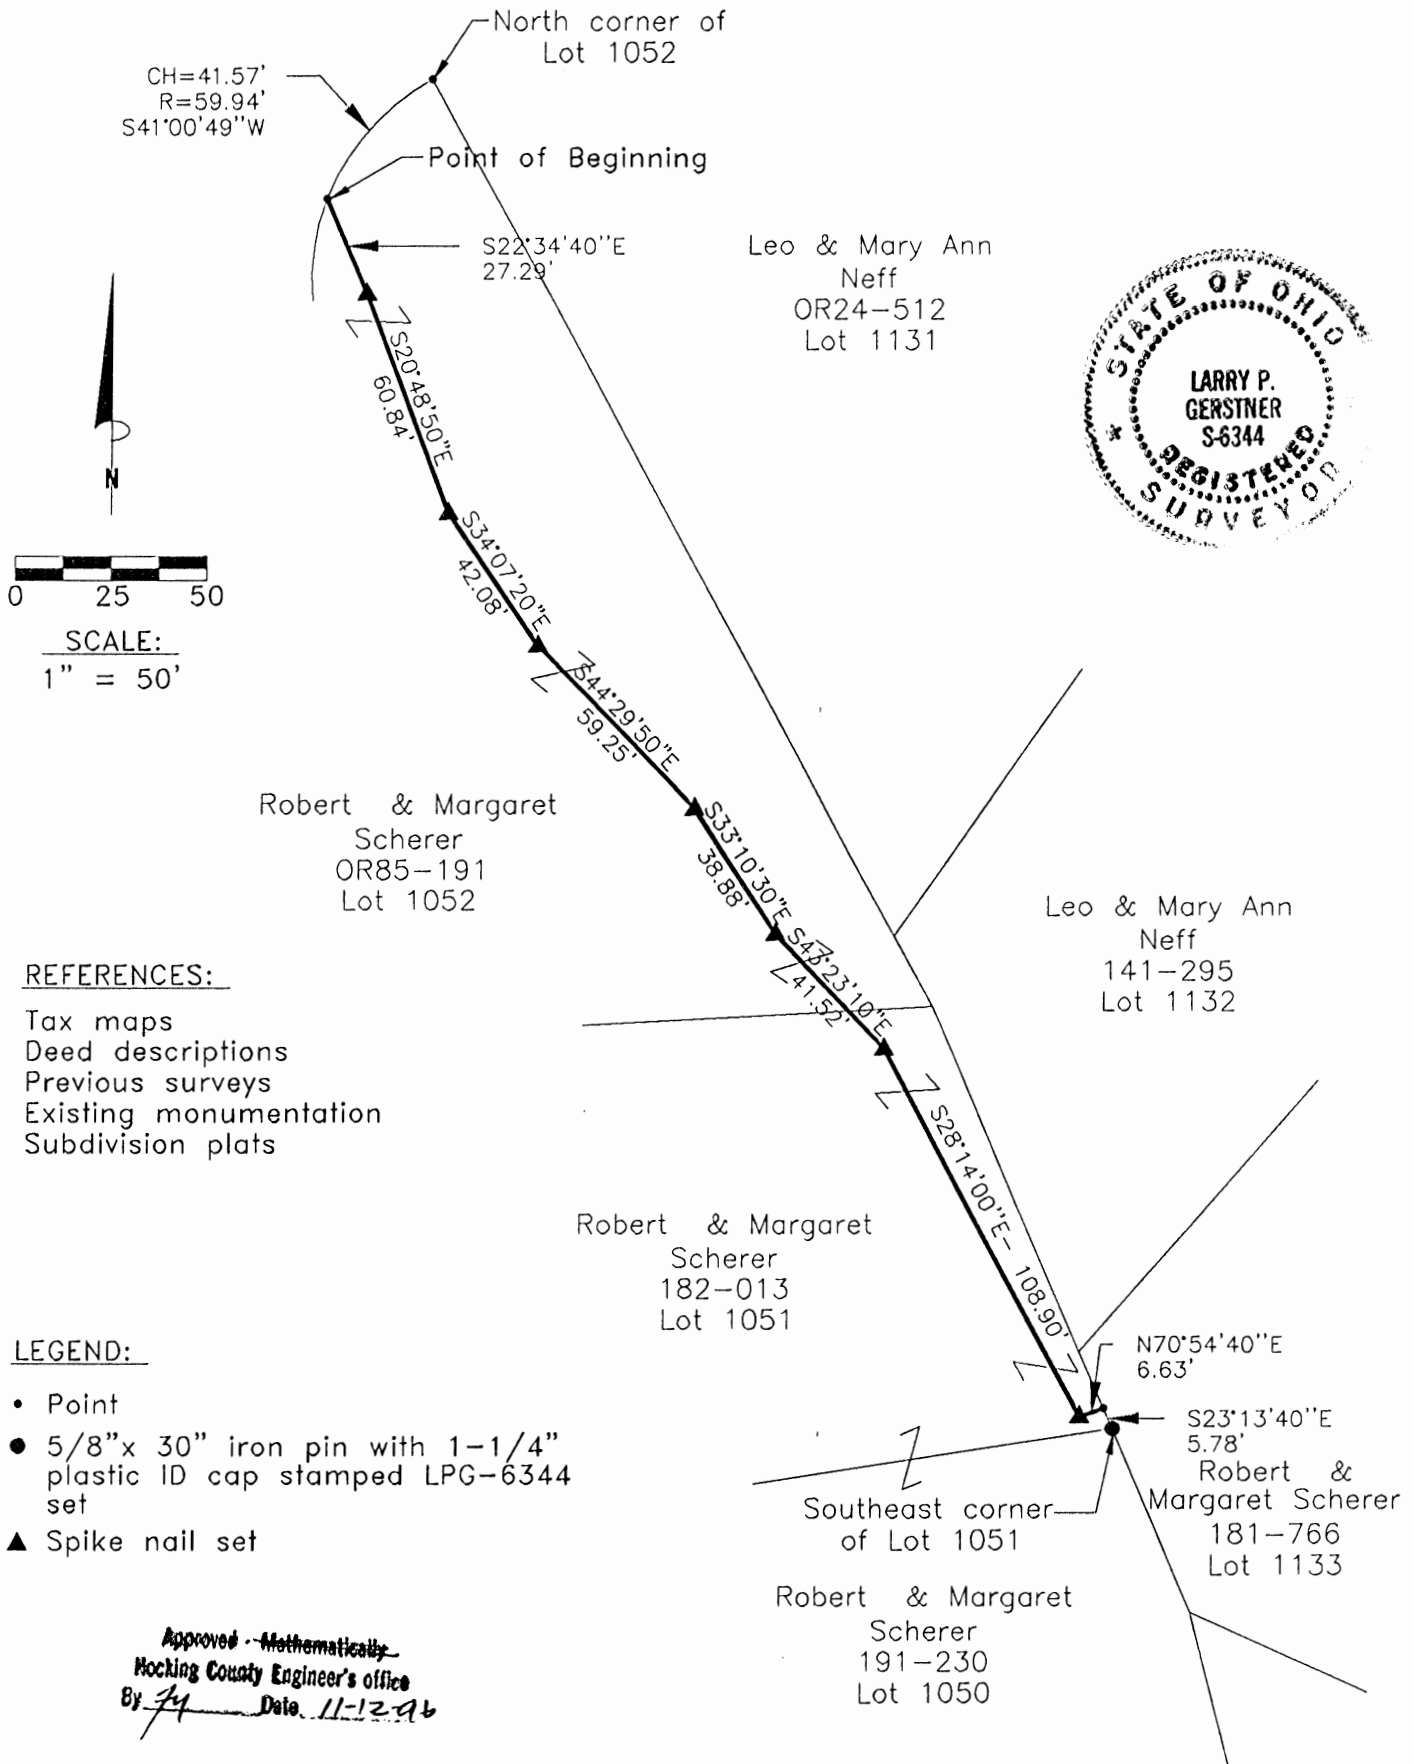 North corner of
Lot 1052
CH=41.57'
R=59.94'
S41°00'49"W
Point of Beginning
S22°34'40"E
27.29'
Leo & Mary Ann
Neff
OR24-512
Lot 1131
STATE OF OHIO
LARRY P.
GERSTNER
S-6344
REGISTERED
* SURVEYOR
S20°48'50"E
60.84'
N
0 25 50
SCALE:
1" = 50'
S34°07'20"E
42.08'
S44°29'50"E
59.25'
Robert & Margaret
Scherer
OR85-191
Lot 1052
S33°10'30"E
38.88'
Leo & Mary Ann
Neff
141-295
Lot 1132
S43°23'10"E
41.52'
REFERENCES:
Tax maps
Deed descriptions
Previous surveys
Existing monumentation
Subdivision plats
S28°14'00"E- 108.90'
Robert & Margaret
Scherer
182-013
Lot 1051
N70°54'40"E
6.63'
S23°13'40"E
5.78'
LEGEND:
• Point
● 5/8"x 30" iron pin with 1-1/4"
plastic ID cap stamped LPG-6344
set
▲ Spike nail set
Southeast corner
of Lot 1051
Robert &
Margaret Scherer
181-766
Lot 1133
Robert & Margaret
Scherer
191-230
Lot 1050
Approved - Mathematically
Hocking County Engineer's office
By Date 11-12-96